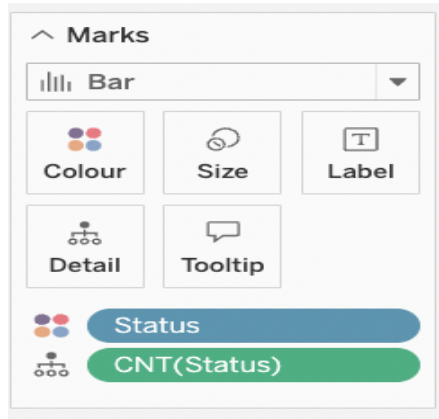 Marks
Bar
Colour Size Label
Detail Tooltip
Status
CNT(Status)